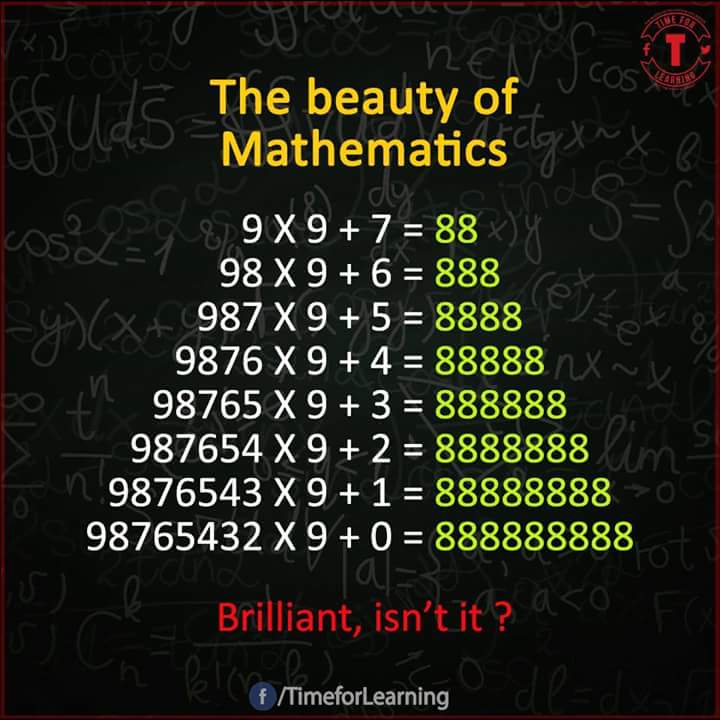 TIME FOR
T
LEARNING
The beauty of
Mathematics
9 X 9 + 7 = 88
98 X 9 + 6 = 888
987 X 9 + 5 = 8888
9876 X 9 + 4 = 88888
98765 X 9 + 3 = 888888
987654 X 9 + 2 = 8888888
9876543 X 9 + 1 = 88888888
98765432 X 9 + 0 = 888888888
Brilliant, isn't it ?
f /TimeforLearning